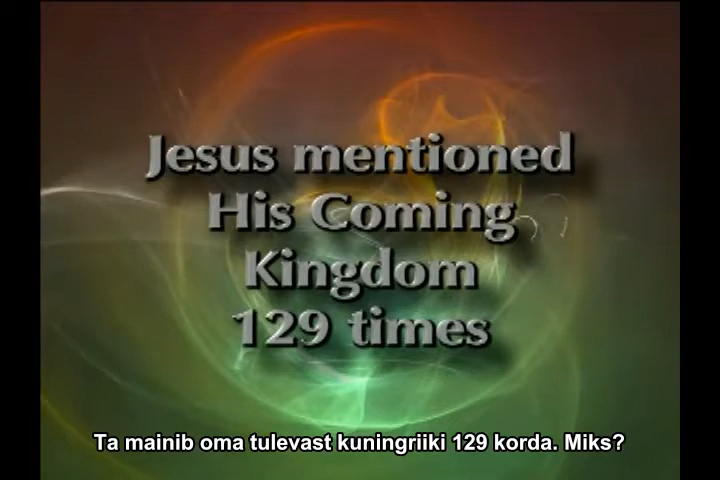 Jesus mentioned
His Coming
Kingdom
129 times
Ta mainib oma tulevast kuningriiki 129 korda. Miks?